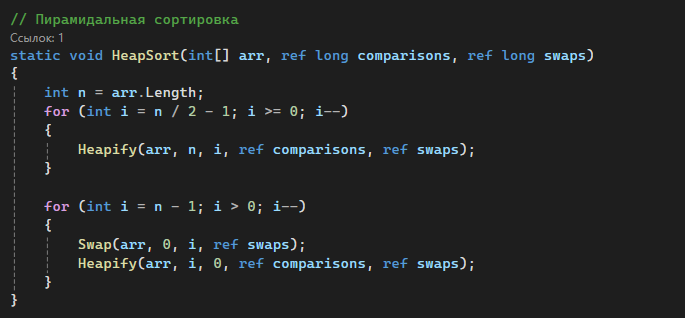 // Пирамидальная сортировка
Ссылок: 1
static void HeapSort(int[] arr, ref long comparisons, ref long swaps)
{
    int n = arr.Length;
    for (int i = n / 2 - 1; i >= 0; i--)
    {
        Heapify(arr, n, i, ref comparisons, ref swaps);
    }

    for (int i = n - 1; i > 0; i--)
    {
        Swap(arr, 0, i, ref swaps);
        Heapify(arr, i, 0, ref comparisons, ref swaps);
    }
}